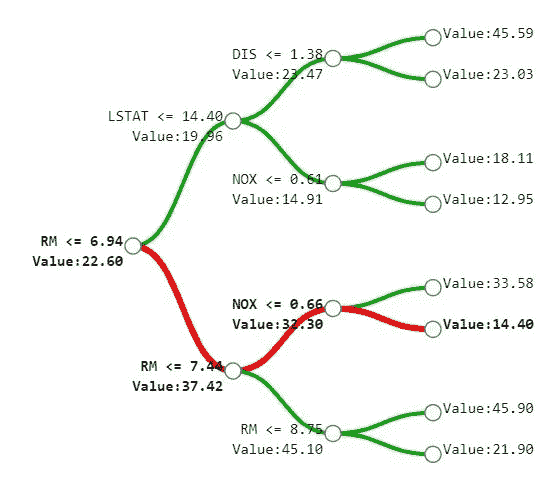 DIS <= 1.38
Value:23.47
Value:45.59
Value:23.03
LSTAT <= 14.40
Value:19.96
NOX <= 0.61
Value:14.91
Value:18.11
Value:12.95
RM <= 6.94
Value:22.60
NOX <= 0.66
Value:32.30
Value:33.58
Value:14.40
RM <= 7.44
Value:37.42
RM <= 8.75
Value:45.10
Value:45.90
Value:21.90